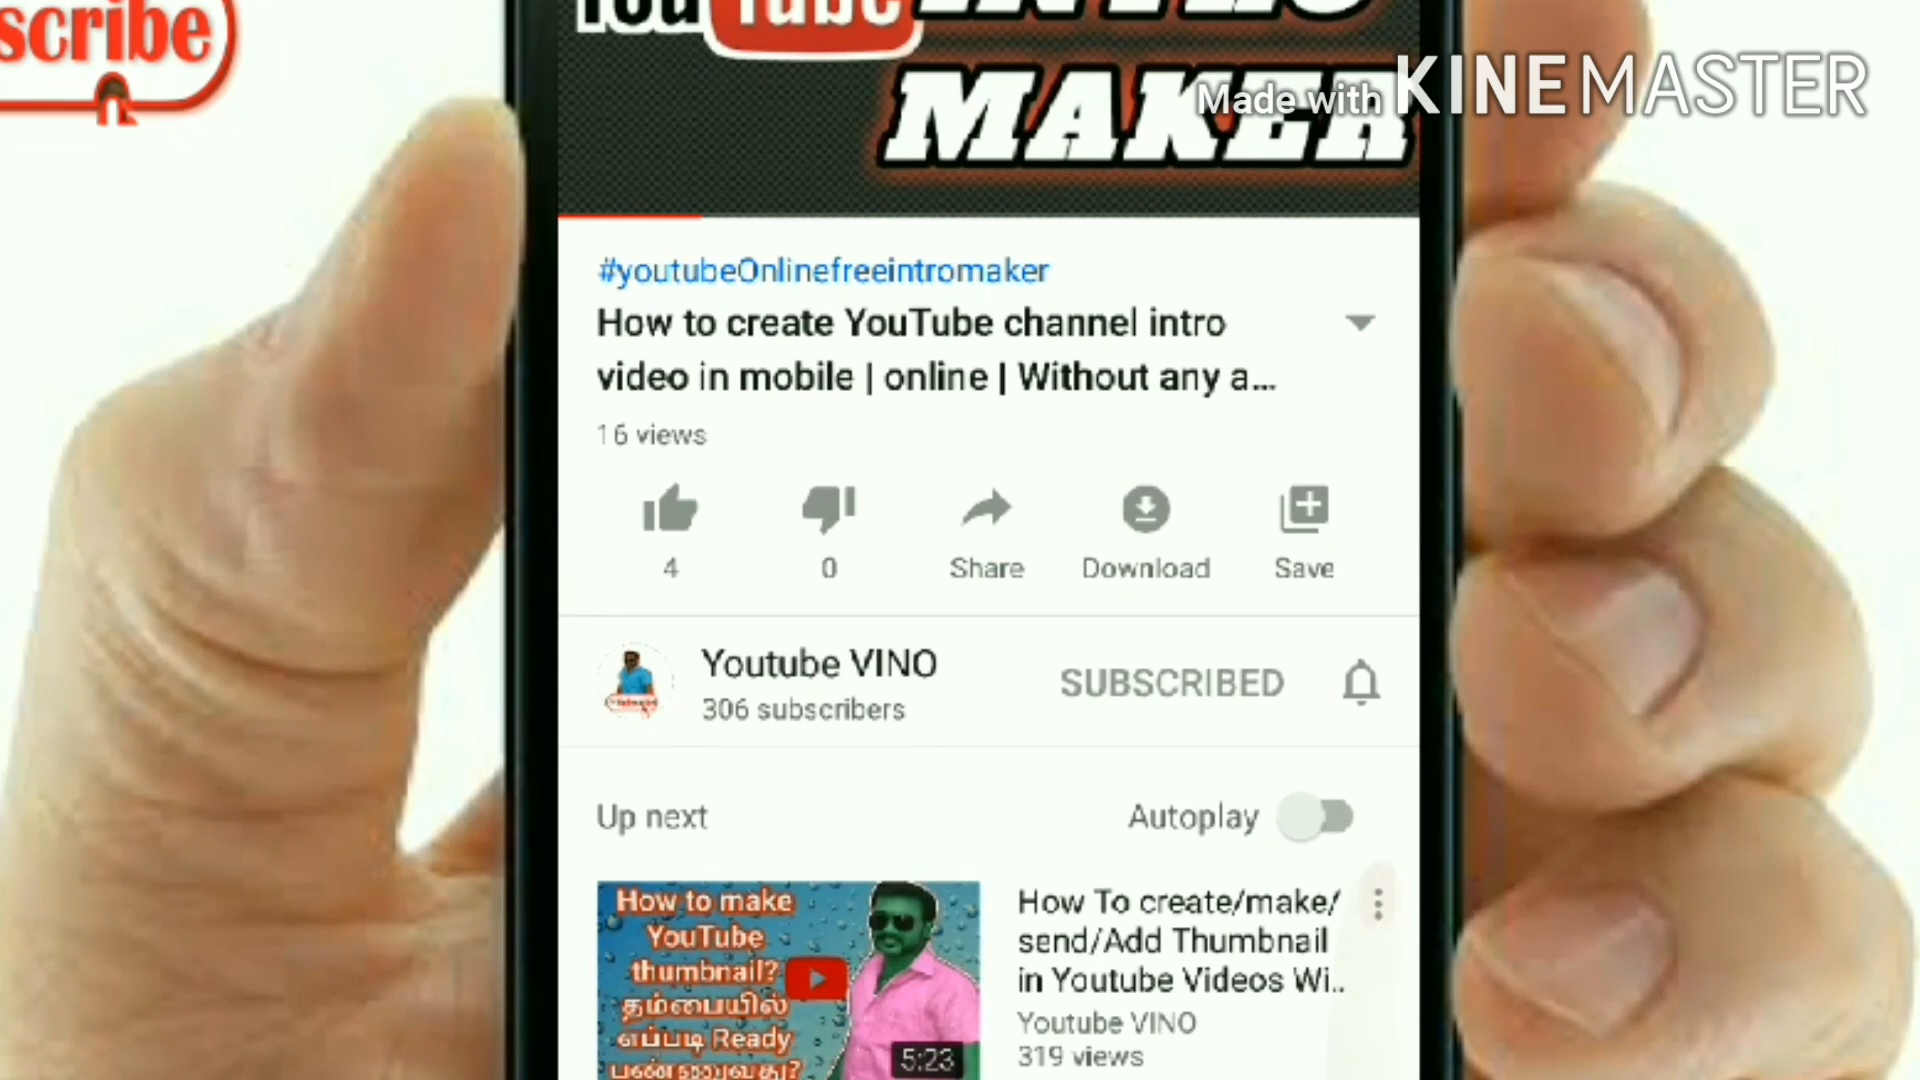 scribe
YouTube
MAKER
Made with KINEMASTER
#youtubeOnlinefreeintromaker
How to create YouTube channel intro
video in mobile | online | Without any a...
16 views
4
0
Share
Download
Save
Youtube VINO
306 subscribers
SUBSCRIBED
Up next
Autoplay
How to make
YouTube
thumbnail?
தம்பையில்
எப்படி Ready
பண்ணுவது?
5:23
How To create/make/
send/Add Thumbnail
in Youtube Videos Wi..
Youtube VINO
319 views